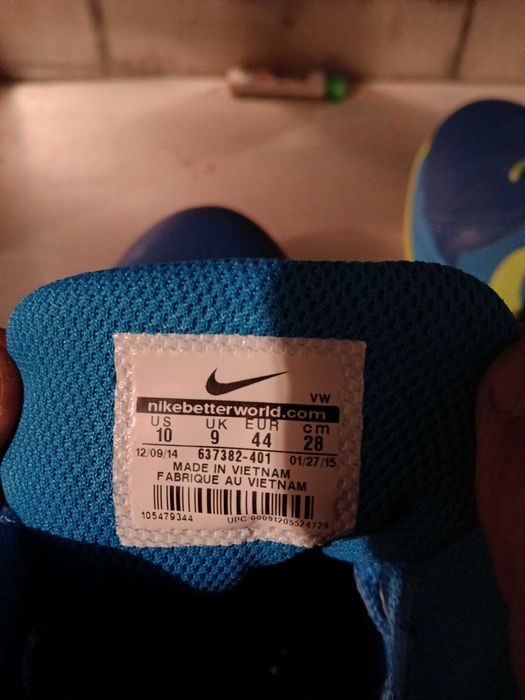 VW
nikebetterworld.com
US UK EUR cm
10 9 44 28
12/09/14 637382-401 01/27/15
MADE IN VIETNAM
FABRIQUE AU VIETNAM
105479344 UPC 00091205524729